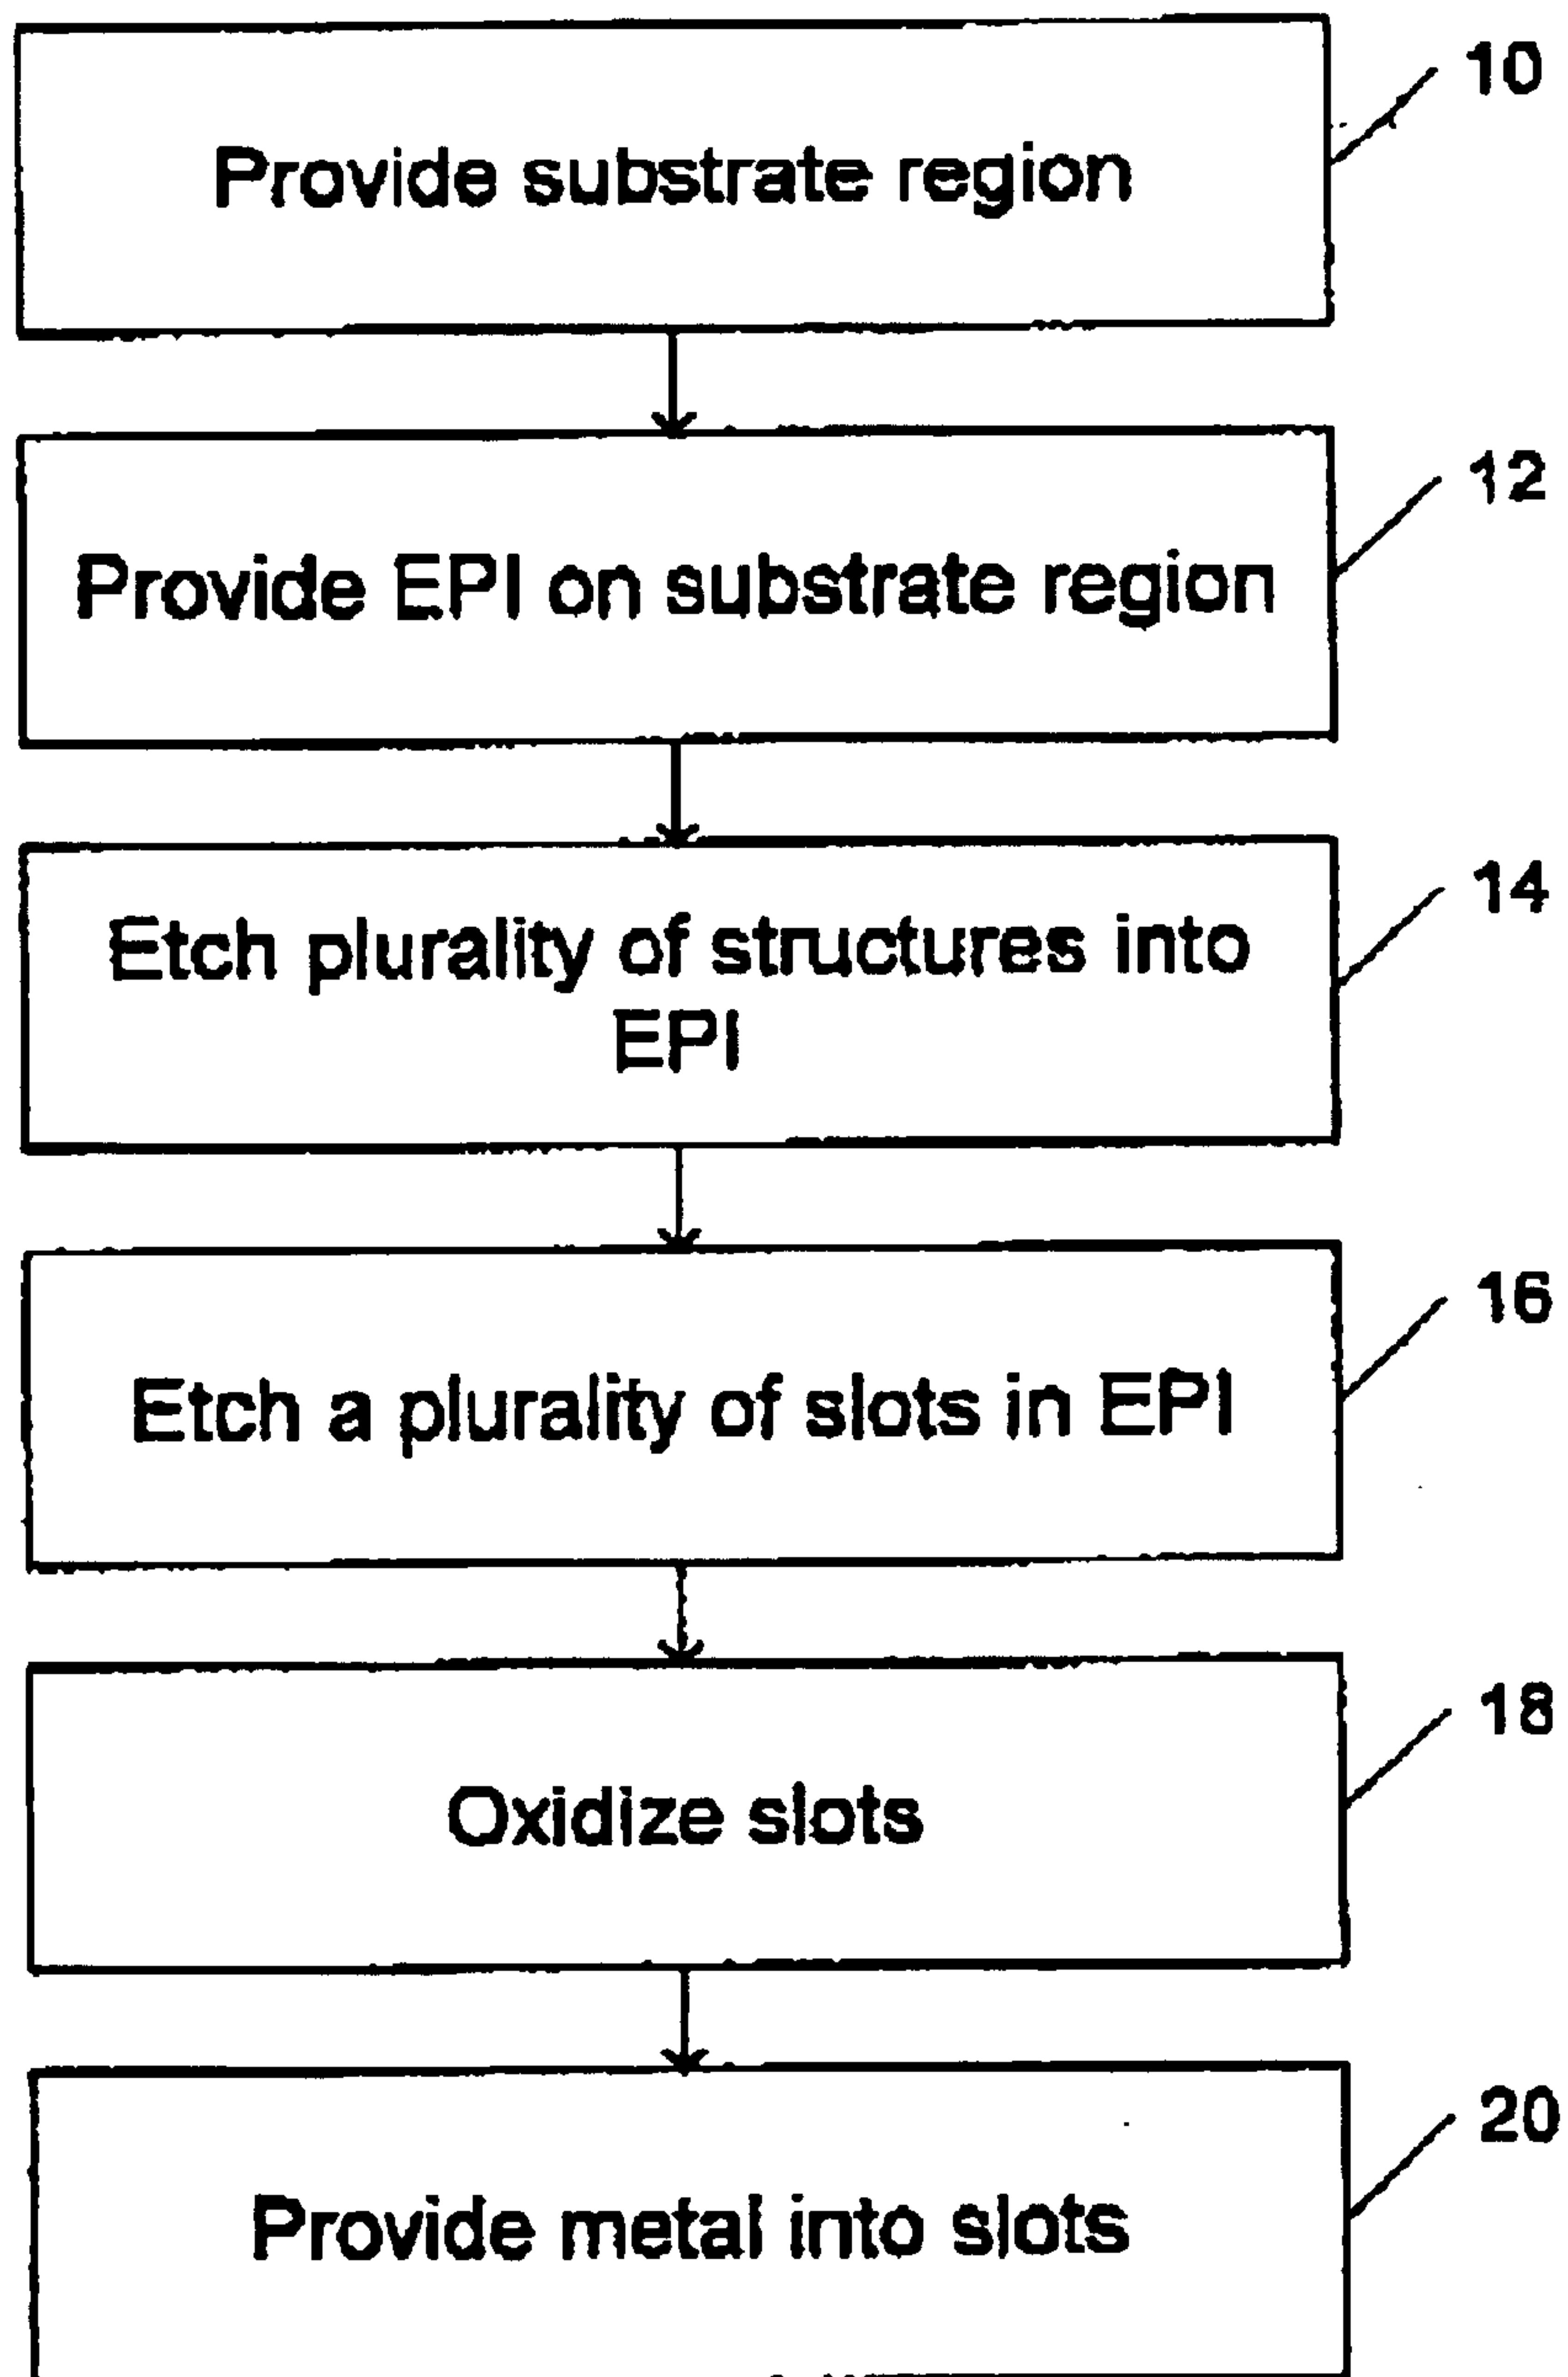 10
Provide substrate region
12
Provide EPI on substrate region
14
Etch plurality of structures into
EPI
16
Etch a plurality of slots in EPI
18
Oxidize slots
20
Provide metal into slots